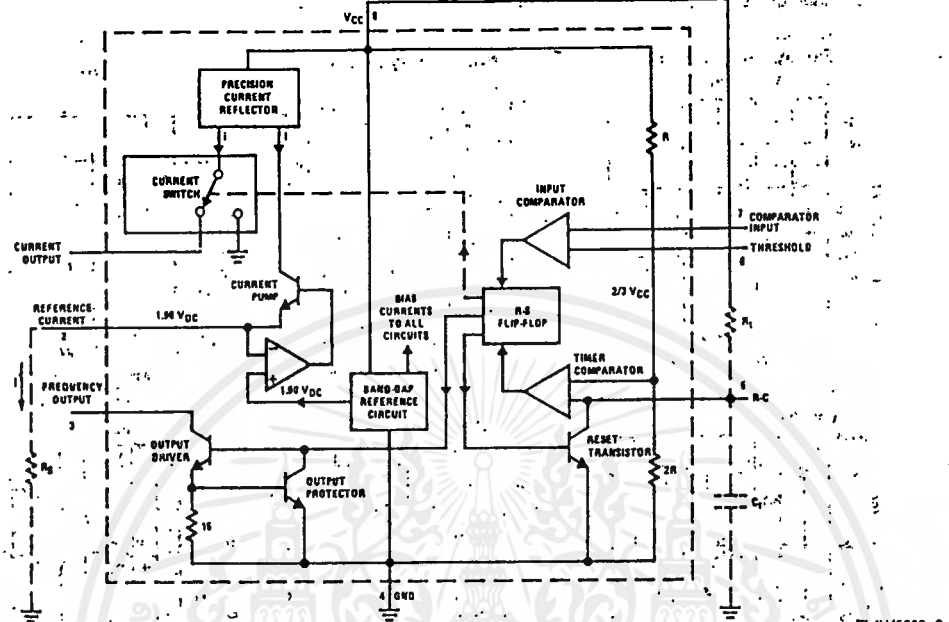 VCC 8
PRECISION
CURRENT
REFLECTOR
i
i
R
CURRENT
SWITCH
INPUT
COMPARATOR
7
COMPARATOR
INPUT
THRESHOLD
6
CURRENT
OUTPUT
1
CURRENT
PUMP
BIAS
CURRENTS
TO ALL
CIRCUITS
2/3 VCC
R-S
FLIP-FLOP
Rt
REFERENCE
CURRENT
2
1.90 VDC
-
+
1.90 VDC
TIMER
COMPARATOR
5
R-C
FREQUENCY
OUTPUT
3
BAND-GAP
REFERENCE
CIRCUIT
RS
OUTPUT
DRIVER
RESET
TRANSISTOR
2R
OUTPUT
PROTECTOR
Ct
15
4 GND